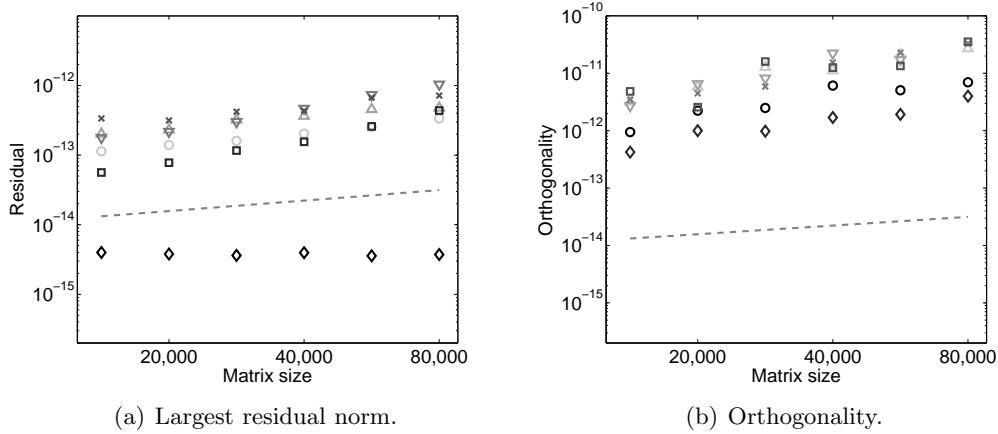 10^−12
10^−13
10^−14
10^−15
Residual
20,000 40,000 80,000
Matrix size
(a) Largest residual norm.
10^−10
10^−11
10^−12
10^−13
10^−14
10^−15
Orthogonality
20,000 40,000 80,000
Matrix size
(b) Orthogonality.